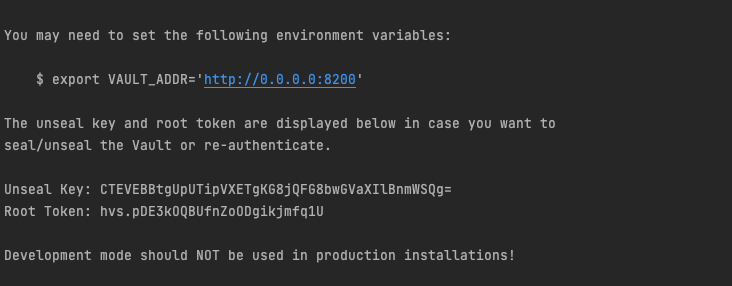 You may need to set the following environment variables:
$ export VAULT_ADDR='http://0.0.0.0:8200'
The unseal key and root token are displayed below in case you want to
seal/unseal the Vault or re-authenticate.
Unseal Key: CTEVEBBtgUpUTipVXETgKG8jQFG8bwGVaXIlBnmWSQg=
Root Token: hvs.pDE3kOQBUfnZoODgikjmfq1U
Development mode should NOT be used in production installations!